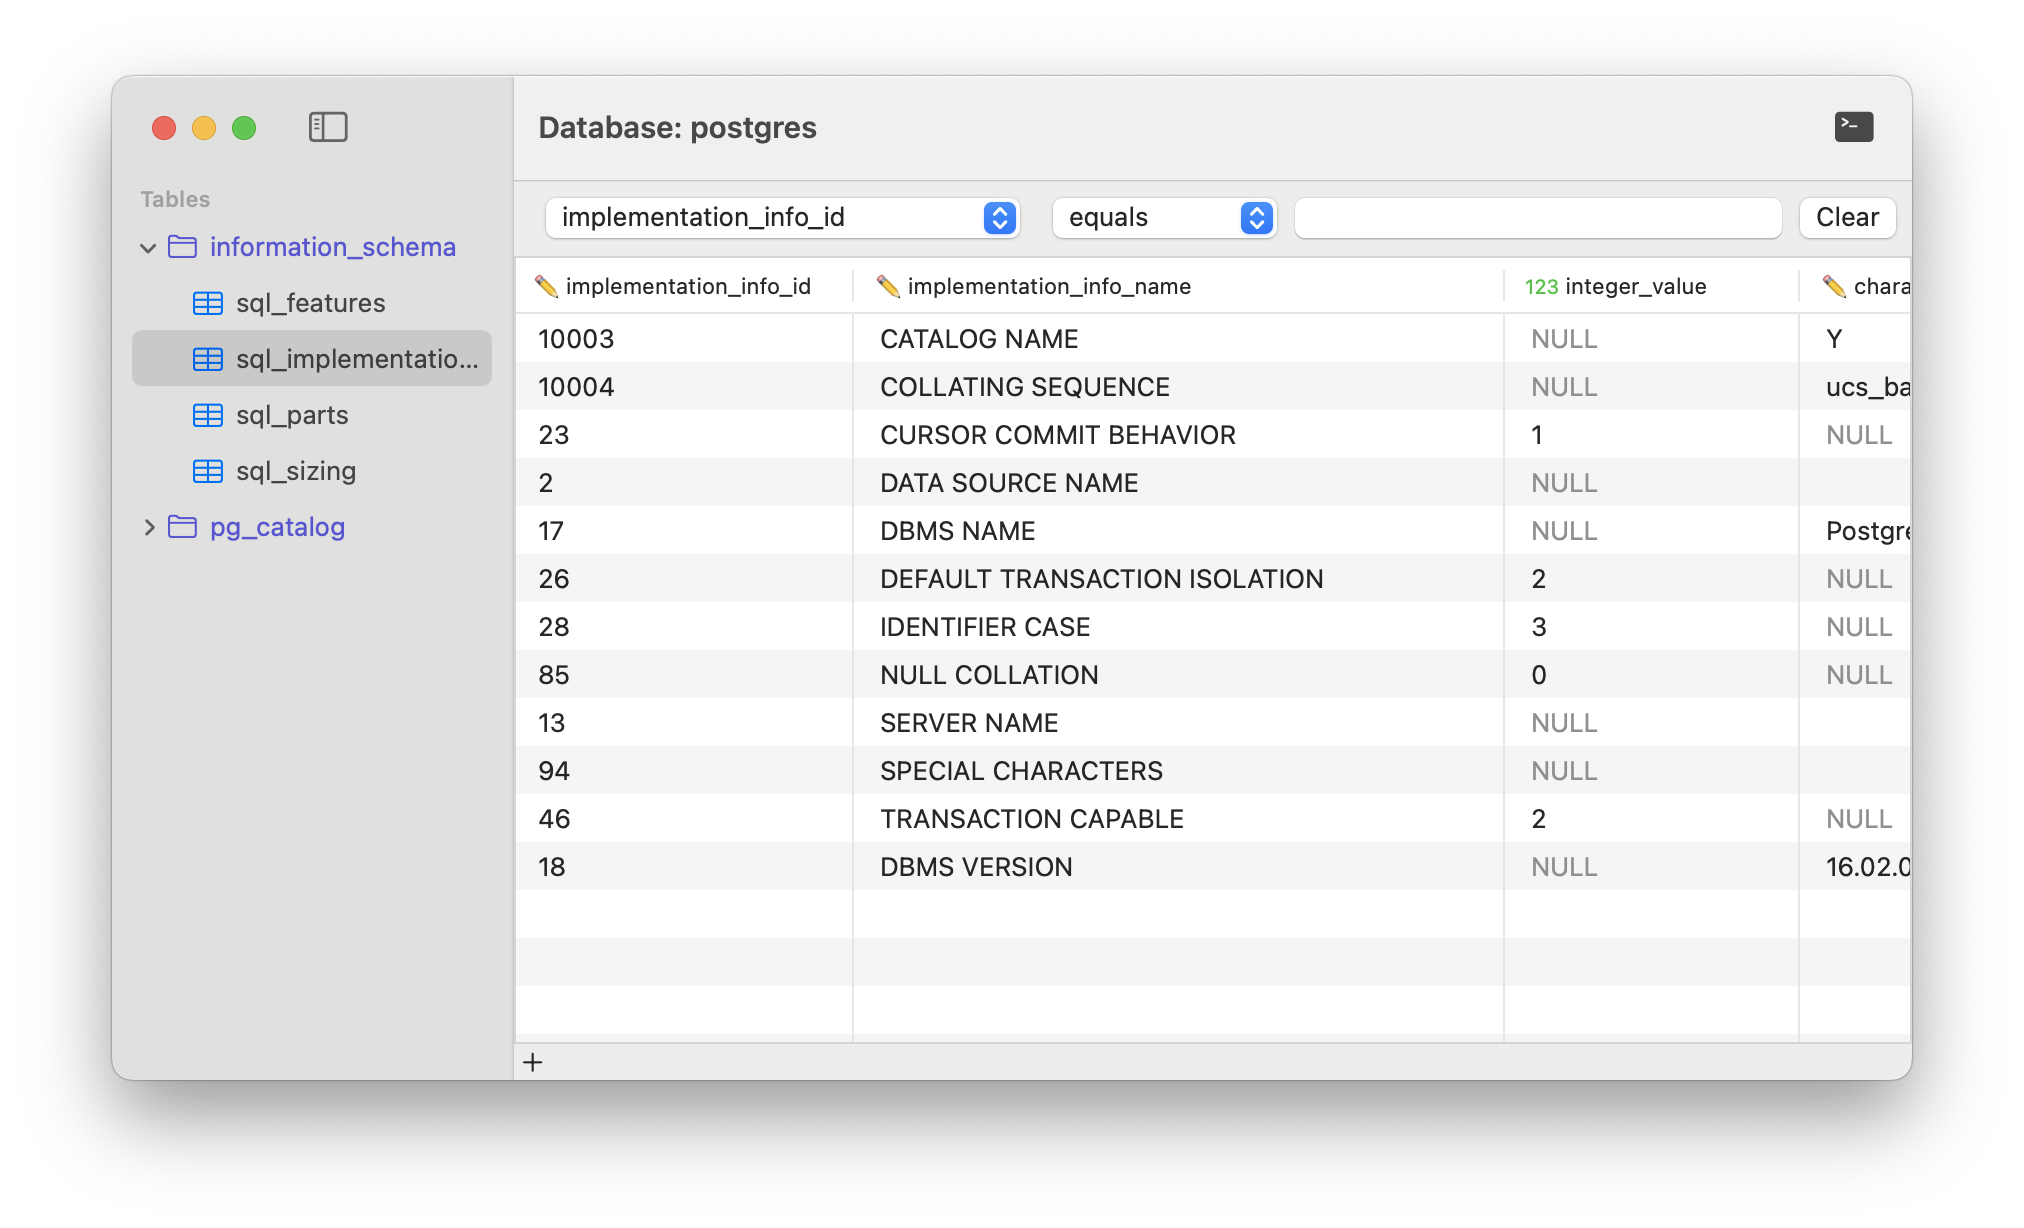 Database: postgres
Tables
information_schema
sql_features
sql_implementatio...
sql_parts
sql_sizing
pg_catalog
implementation_info_id equals Clear
implementation_info_id implementation_info_name 123 integer_value chara
10003 CATALOG NAME NULL Y
10004 COLLATING SEQUENCE NULL ucs_ba
23 CURSOR COMMIT BEHAVIOR 1 NULL
2 DATA SOURCE NAME NULL
17 DBMS NAME NULL Postgre
26 DEFAULT TRANSACTION ISOLATION 2 NULL
28 IDENTIFIER CASE 3 NULL
85 NULL COLLATION 0 NULL
13 SERVER NAME NULL
94 SPECIAL CHARACTERS NULL
46 TRANSACTION CAPABLE 2 NULL
18 DBMS VERSION NULL 16.02.0